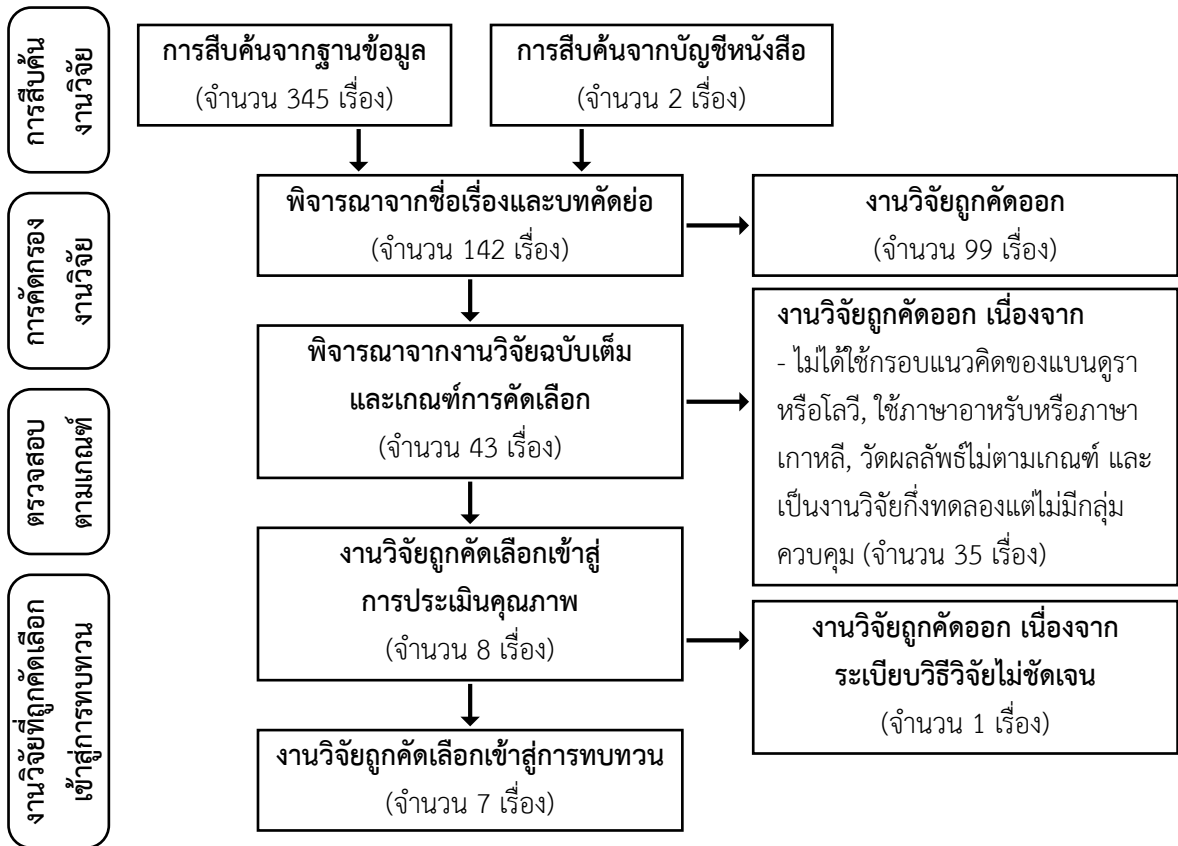 การสืบค้น
งานวิจัย
การสืบค้นจากฐานข้อมูล
(จำนวน 345 เรื่อง)
การสืบค้นจากบัญชีหนังสือ
(จำนวน 2 เรื่อง)
การคัดกรอง
งานวิจัย
พิจารณาจากชื่อเรื่องและบทคัดย่อ
(จำนวน 142 เรื่อง)
งานวิจัยถูกคัดออก
(จำนวน 99 เรื่อง)
ตรวจสอบ
ตามเกณฑ์
พิจารณาจากงานวิจัยฉบับเต็ม
และเกณฑ์การคัดเลือก
(จำนวน 43 เรื่อง)
งานวิจัยถูกคัดออก เนื่องจาก
- ไม่ได้ใช้กรอบแนวคิดของแบนดูรา
หรือโลวี, ใช้ภาษาอาหรับหรือภาษา
เกาหลี, วัดผลลัพธ์ไม่ตามเกณฑ์ และ
เป็นงานวิจัยกึ่งทดลองแต่ไม่มีกลุ่ม
ควบคุม (จำนวน 35 เรื่อง)
งานวิจัยที่ถูกคัดเลือก
เข้าสู่การทบทวน
งานวิจัยถูกคัดเลือกเข้าสู่
การประเมินคุณภาพ
(จำนวน 8 เรื่อง)
งานวิจัยถูกคัดออก เนื่องจาก
ระเบียบวิธีวิจัยไม่ชัดเจน
(จำนวน 1 เรื่อง)
งานวิจัยถูกคัดเลือกเข้าสู่การทบทวน
(จำนวน 7 เรื่อง)